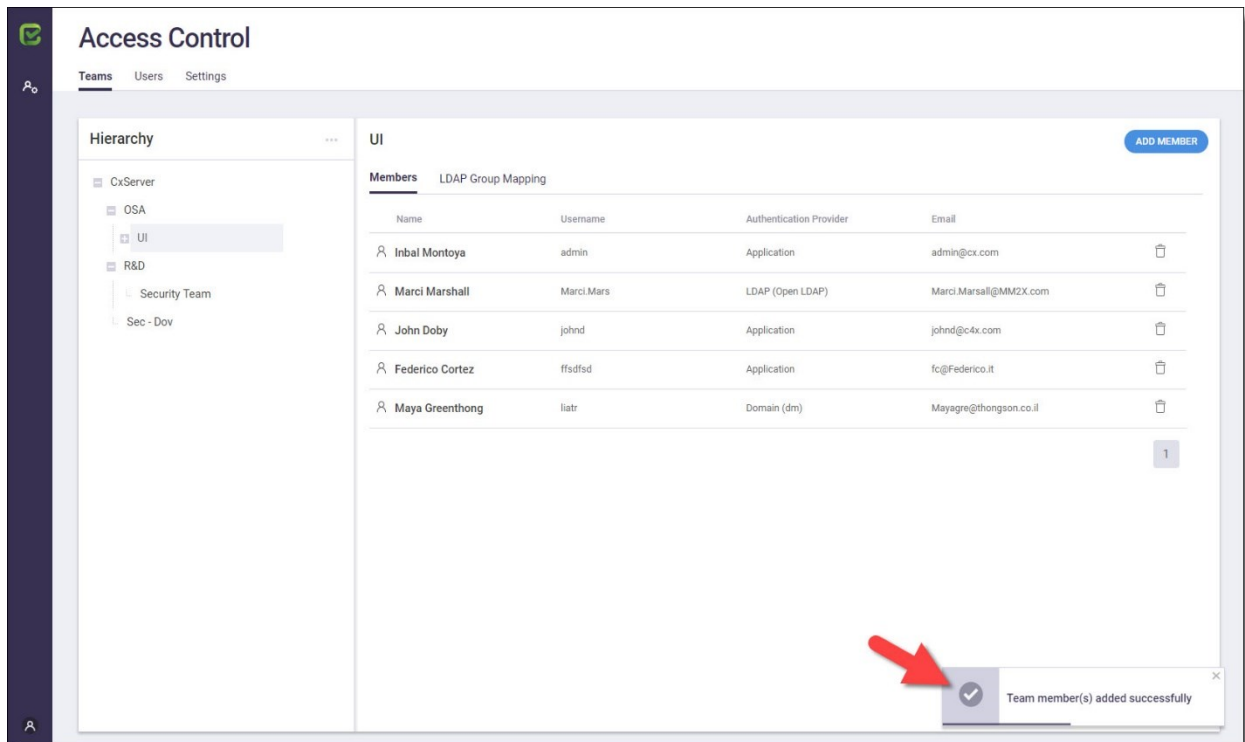 Access Control
Teams Users Settings
Hierarchy ...
CxServer
OSA
UI
R&D
Security Team
Sec - Dov
UI
ADD MEMBER
Members LDAP Group Mapping
Name Username Authentication Provider Email
Inbal Montoya admin Application admin@cx.com
Marci Marshall Marci.Mars LDAP (Open LDAP) Marci.Marsall@MM2X.com
John Doby johnd Application johnd@c4x.com
Federico Cortez ffsdfsd Application fc@Federico.it
Maya Greenthong liatr Domain (dm) Mayagre@thongson.co.il
1
Team member(s) added successfully